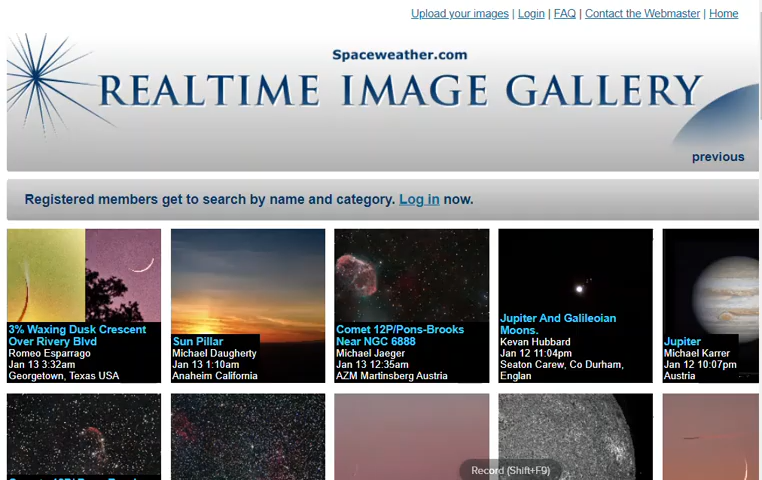 Upload your images | Login | FAQ | Contact the Webmaster | Home
Spaceweather.com
REALTIME IMAGE GALLERY
previous
Registered members get to search by name and category. Log in now.
3% Waxing Dusk Crescent
Over Rivery Blvd
Romeo Esparrago
Jan 13 3:32am
Georgetown, Texas USA
Sun Pillar
Michael Daugherty
Jan 13 1:10am
Anaheim California
Comet 12P/Pons-Brooks
Near NGC 6888
Michael Jaeger
Jan 13 12:35am
AZM Martinsberg Austria
Jupiter And Galileoian
Moons.
Kevan Hubbard
Jan 12 11:04pm
Seaton Carew, Co Durham,
Englan
Jupiter
Michael Karrer
Jan 12 10:07pm
Austria
Record (Shift+F9)